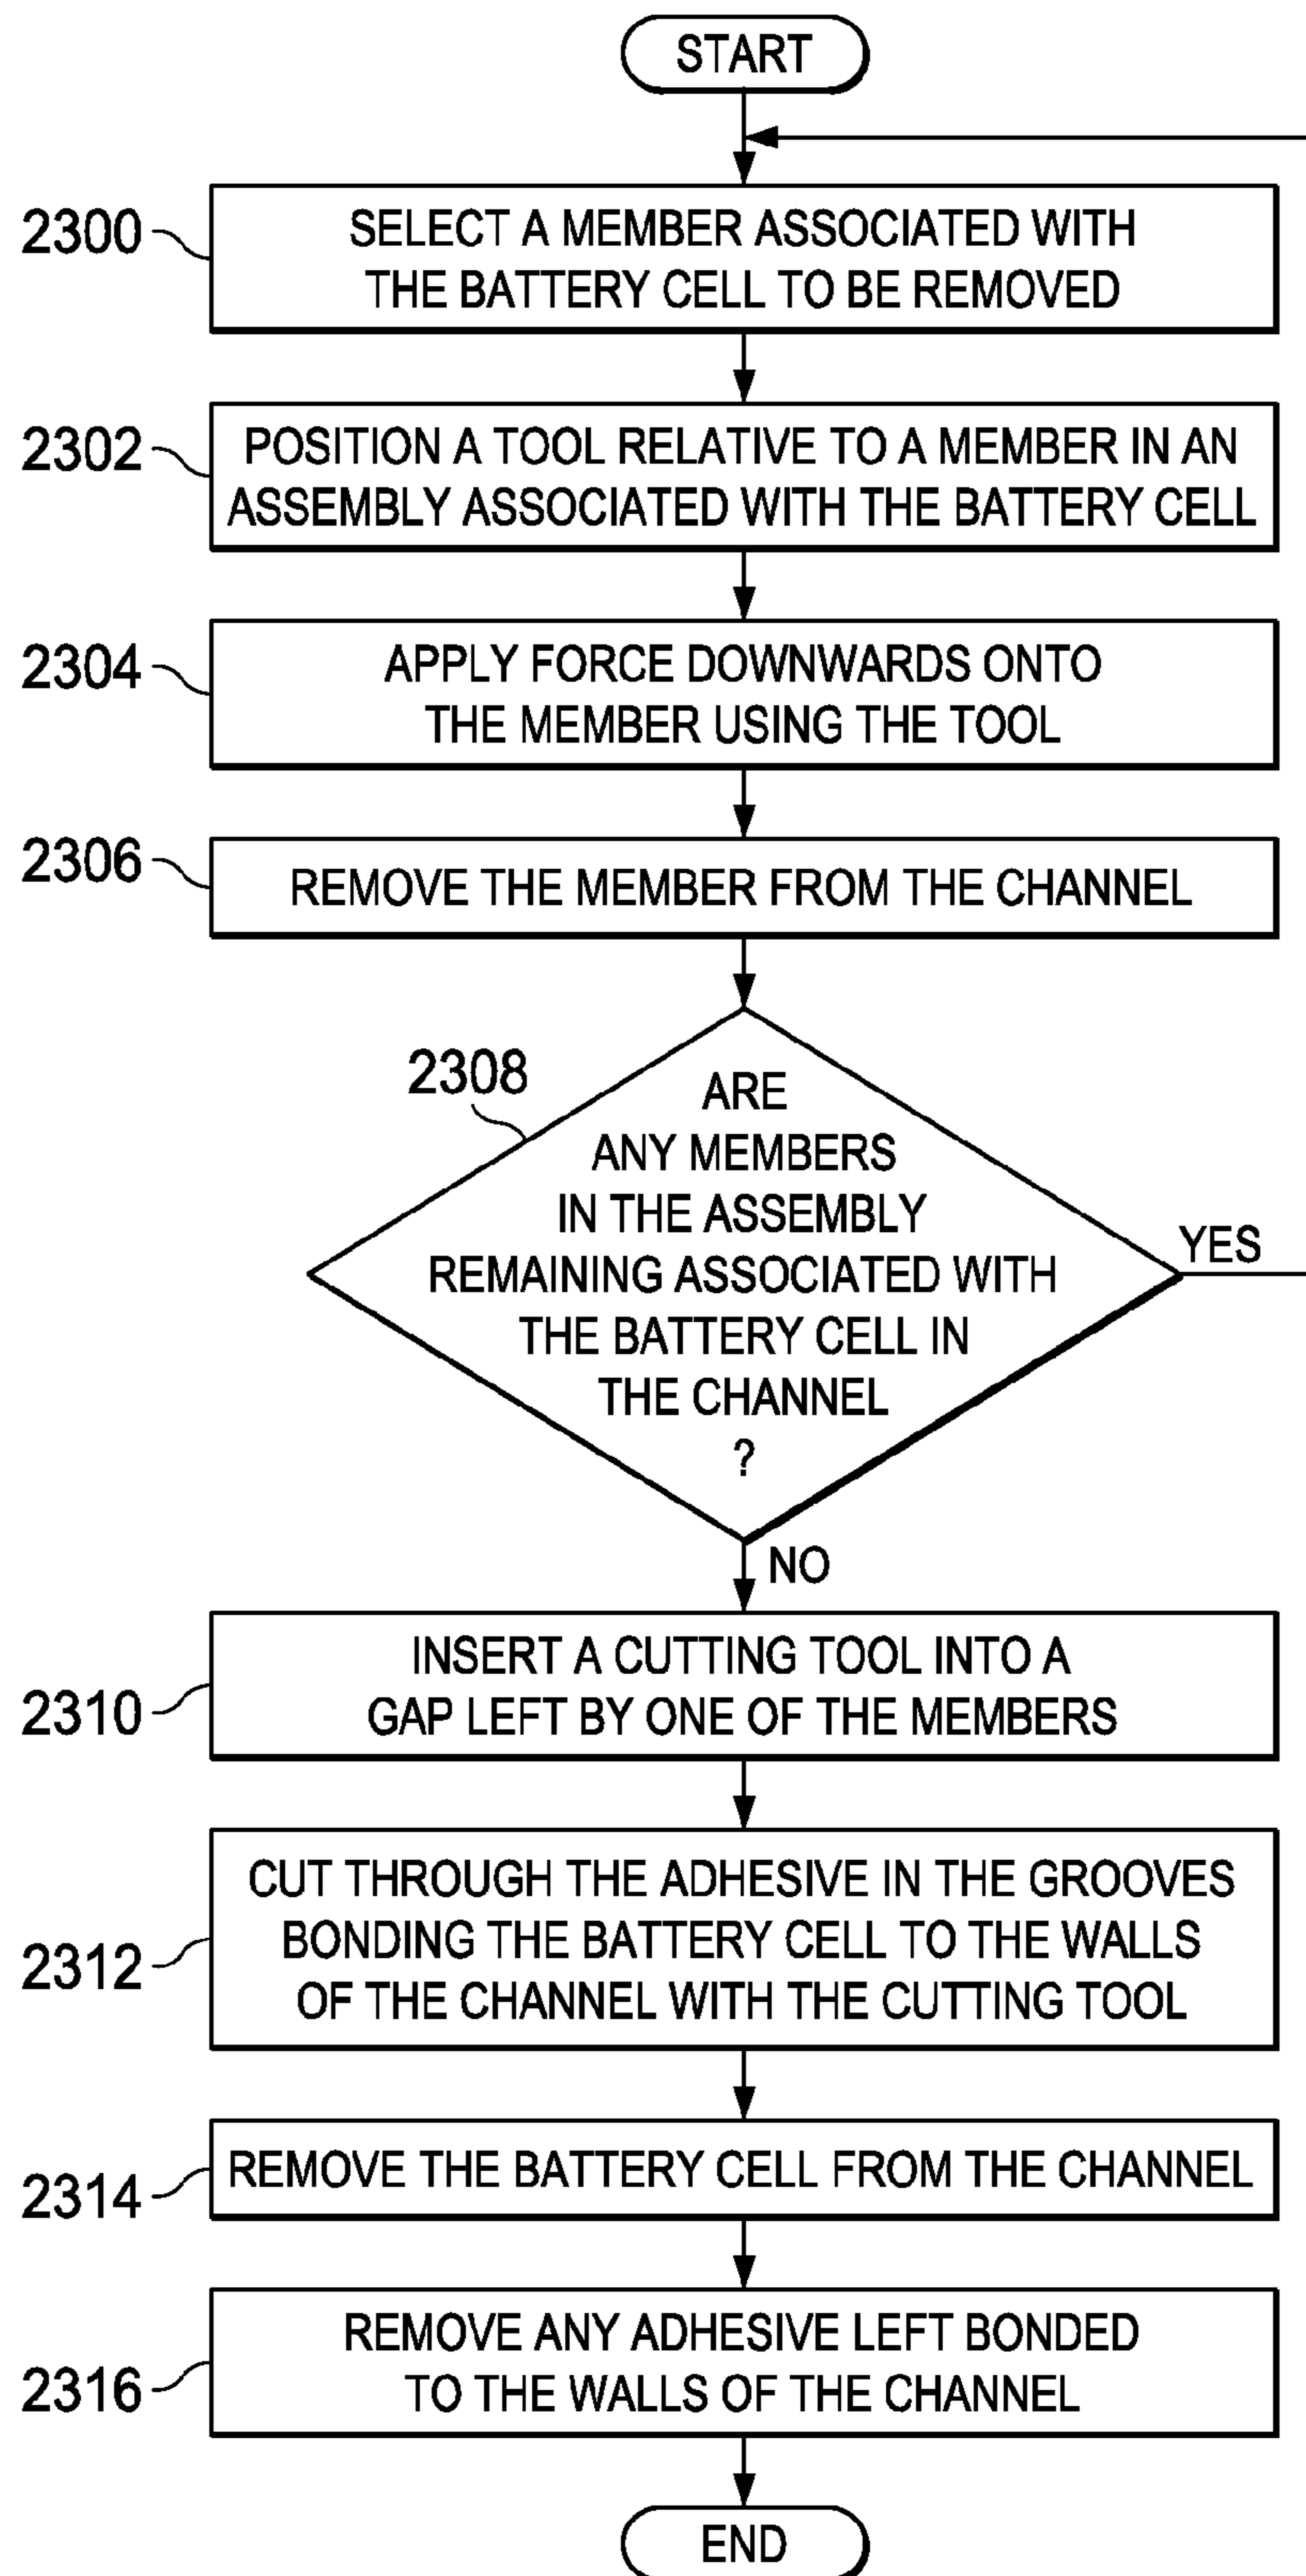 START
2300
SELECT A MEMBER ASSOCIATED WITH
THE BATTERY CELL TO BE REMOVED
2302
POSITION A TOOL RELATIVE TO A MEMBER IN AN
ASSEMBLY ASSOCIATED WITH THE BATTERY CELL
2304
APPLY FORCE DOWNWARDS ONTO
THE MEMBER USING THE TOOL
2306
REMOVE THE MEMBER FROM THE CHANNEL
2308
ARE
ANY MEMBERS
IN THE ASSEMBLY
REMAINING ASSOCIATED WITH
THE BATTERY CELL IN
THE CHANNEL
?
YES
NO
2310
INSERT A CUTTING TOOL INTO A
GAP LEFT BY ONE OF THE MEMBERS
2312
CUT THROUGH THE ADHESIVE IN THE GROOVES
BONDING THE BATTERY CELL TO THE WALLS
OF THE CHANNEL WITH THE CUTTING TOOL
2314
REMOVE THE BATTERY CELL FROM THE CHANNEL
2316
REMOVE ANY ADHESIVE LEFT BONDED
TO THE WALLS OF THE CHANNEL
END